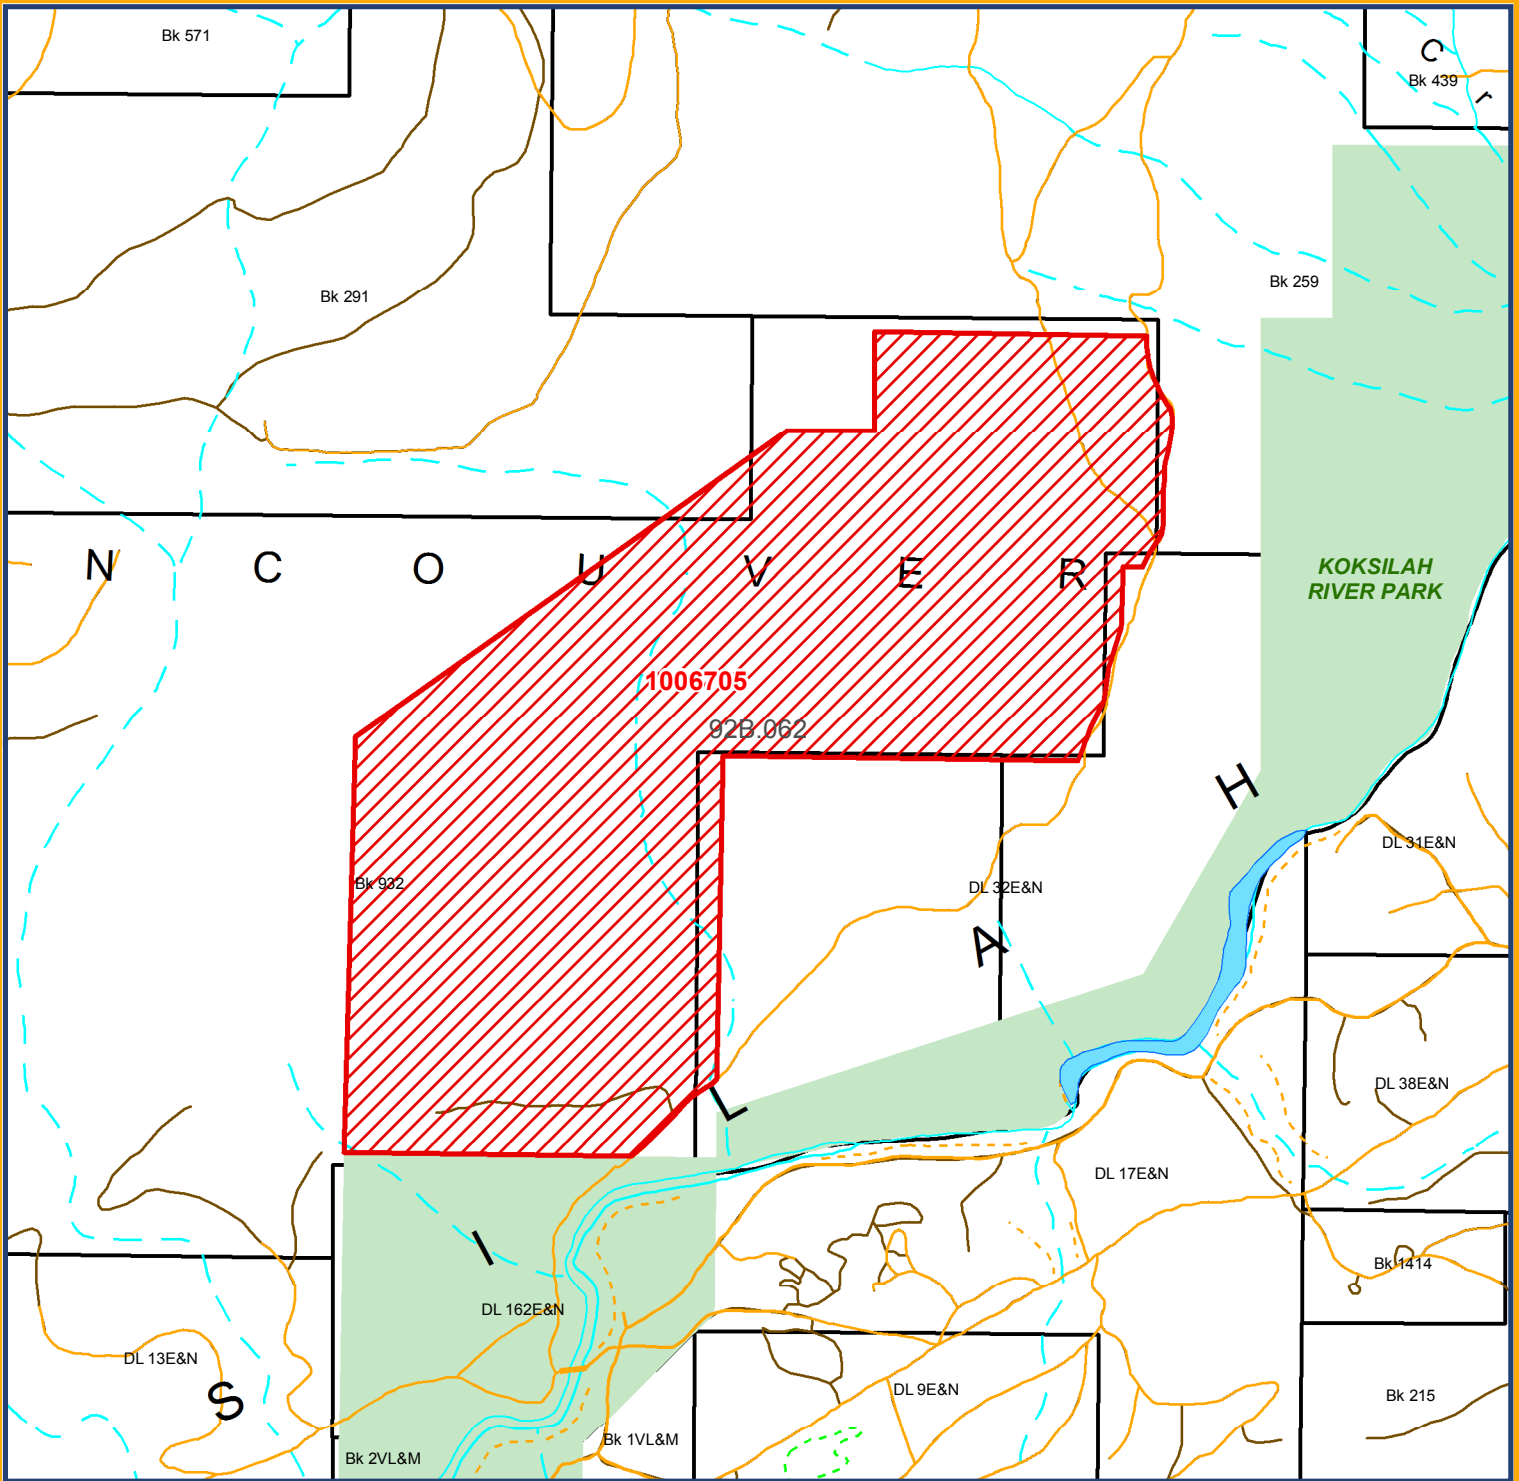 Bk 571
C
Bk 439
r
Bk 259
Bk 291
N C O U V E R
KOKSILAH
RIVER PARK
1006705
92B.062
H
DL 31E&N
Bk 932
DL 32E&N
A
DL 38E&N
L
DL 17E&N
I
Bk 1414
DL 162E&N
DL 13E&N
S
DL 9E&N
Bk 215
Bk 1VL&M
Bk 2VL&M